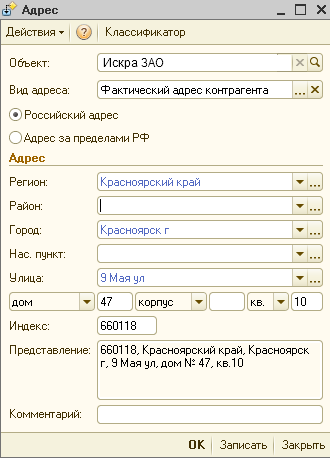 Адрес
Действия ? Классификатор
Объект: Искра ЗАО
Вид адреса: Фактический адрес контрагента ...
Российский адрес
Адрес за пределами РФ
Адрес
Регион: Красноярский край ...
Район: ...
Город: Красноярск г ...
Нас. пункт: ...
Улица: 9 Мая ул ...
дом 47 корпус кв. 10
Индекс: 660118
Представление: 660118, Красноярский край, Красноярск
г, 9 Мая ул, дом № 47, кв.10
Комментарий:
OK Записать Закрыть